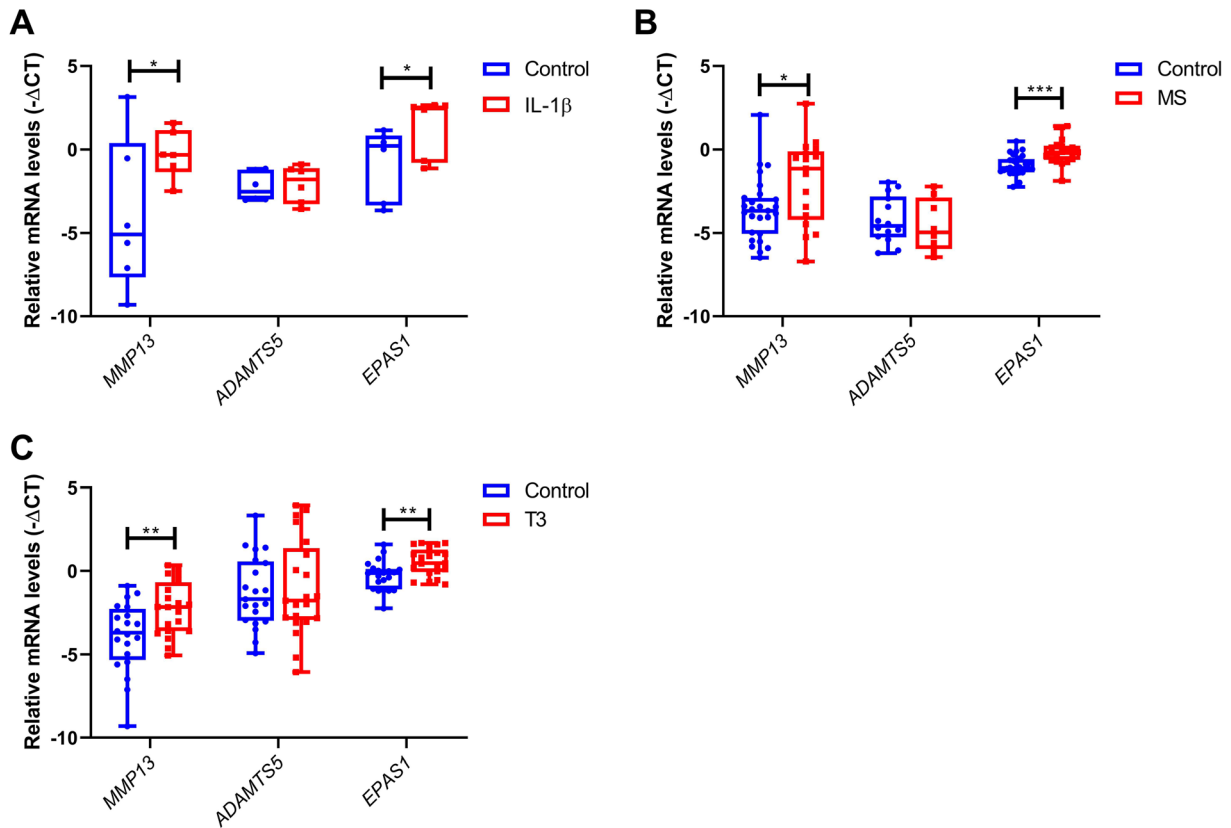 A
Relative mRNA levels (-ΔCT)
5
0
-5
-10
*
*
Control
IL-1β
MMP13
ADAMTS5
EPAS1
B
Relative mRNA levels (-ΔCT)
5
0
-5
-10
*
***
Control
MS
MMP13
ADAMTS5
EPAS1
C
Relative mRNA levels (-ΔCT)
5
0
-5
-10
**
**
Control
T3
MMP13
ADAMTS5
EPAS1